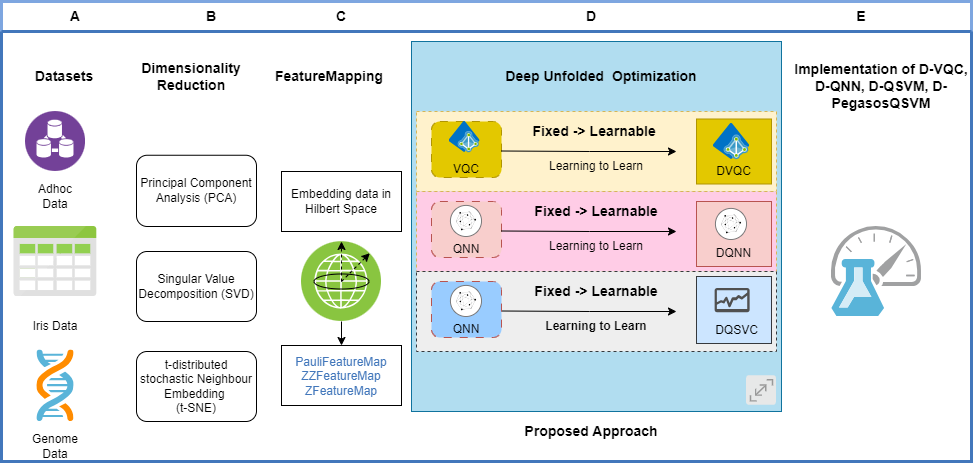 A
B
C
D
E
Datasets
Adhoc
Data
Iris Data
Genome
Data
Dimensionality
Reduction
Principal Component
Analysis (PCA)
Singular Value
Decomposition (SVD)
t-distributed
stochastic Neighbour
Embedding
(t-SNE)
FeatureMapping
Embedding data in
Hilbert Space
PauliFeatureMap
ZZFeatureMap
ZFeatureMap
Deep Unfolded Optimization
VQC
Fixed -> Learnable
Learning to Learn
DVQC
QNN
Fixed -> Learnable
Learning to Learn
DQNN
QNN
Fixed -> Learnable
Learning to Learn
DQSVC
Proposed Approach
Implementation of D-VQC,
D-QNN, D-QSVM, D-
PegasosQSVM